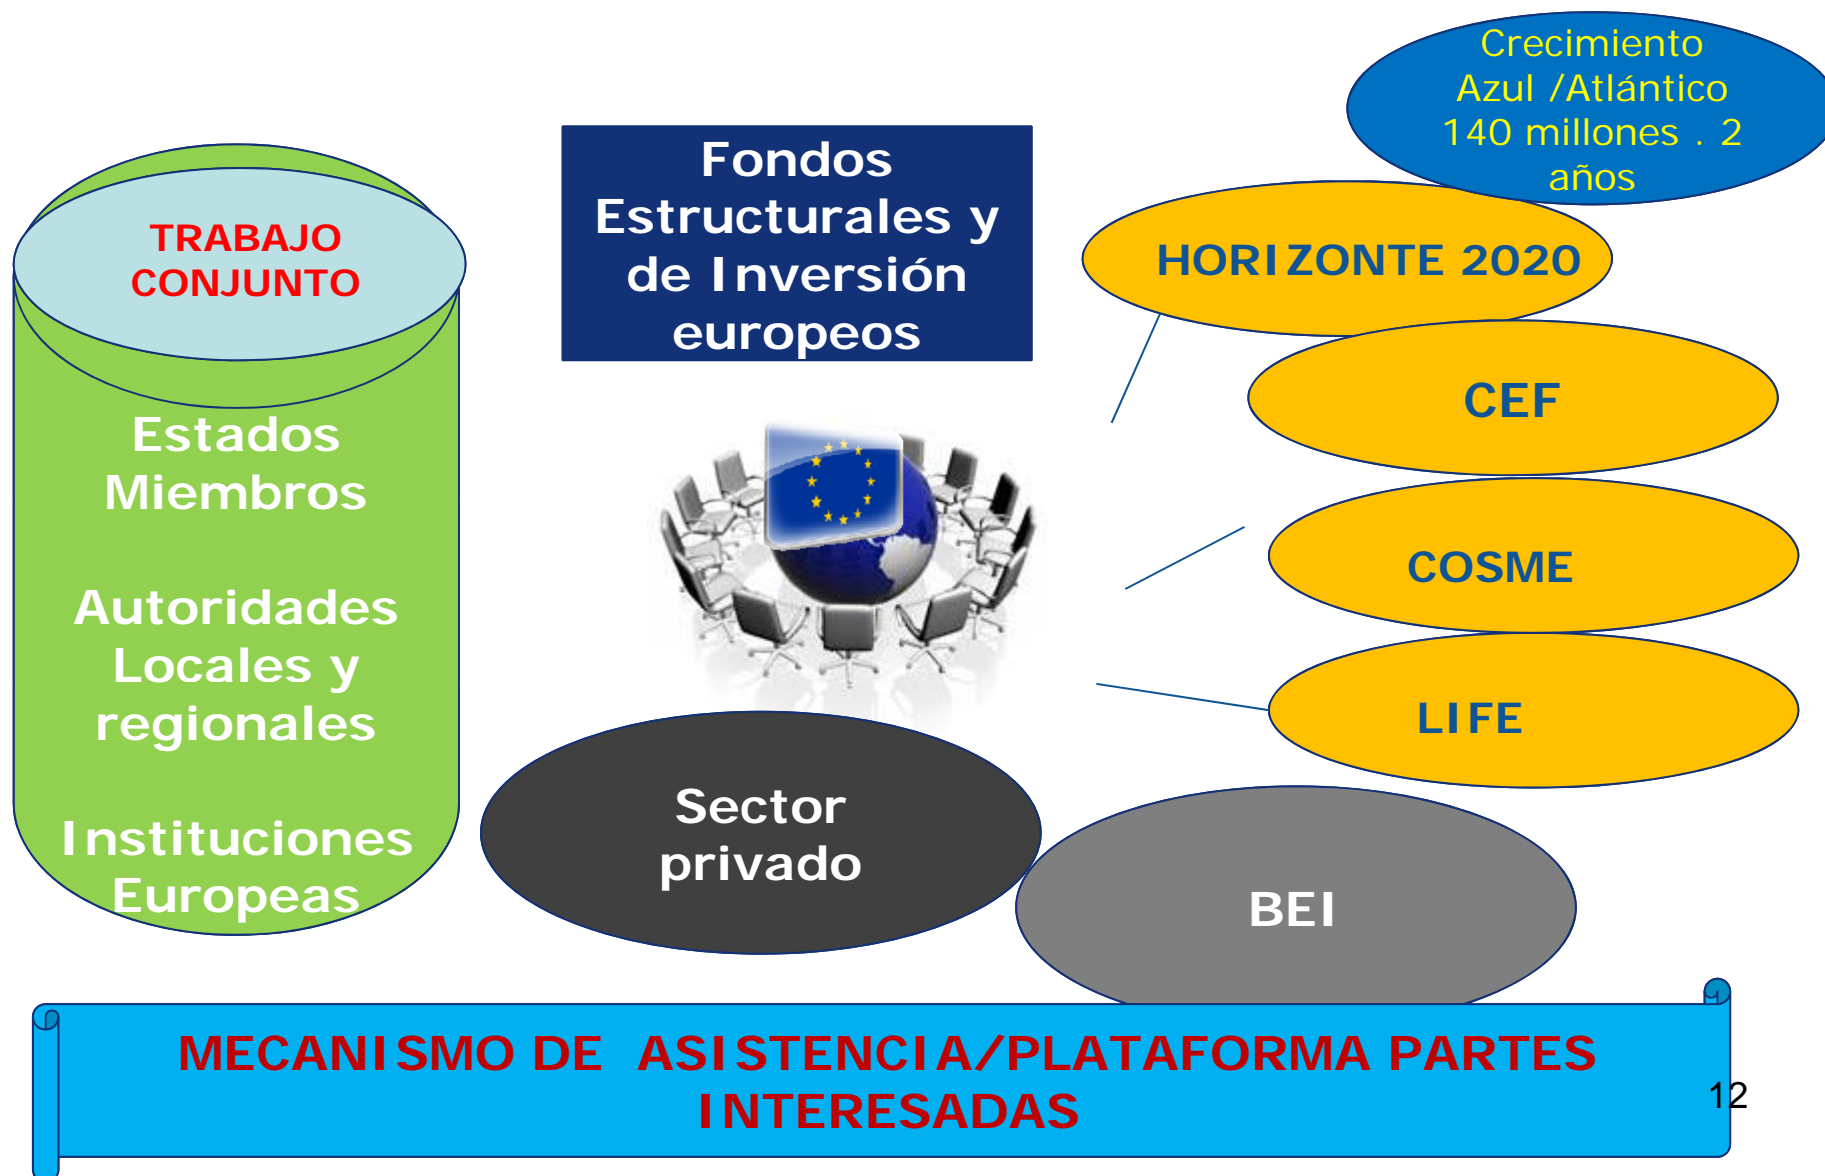 Crecimiento
Azul /Atlántico
140 millones . 2
años
Fondos
Estructurales y
de Inversión
europeos
TRABAJO
CONJUNTO
HORIZONTE 2020
CEF
Estados
Miembros
COSME
Autoridades
Locales y
regionales
LIFE
Sector
privado
Instituciones
Europeas
BEI
MECANISMO DE ASISTENCIA/PLATAFORMA PARTES
INTERESADAS
12